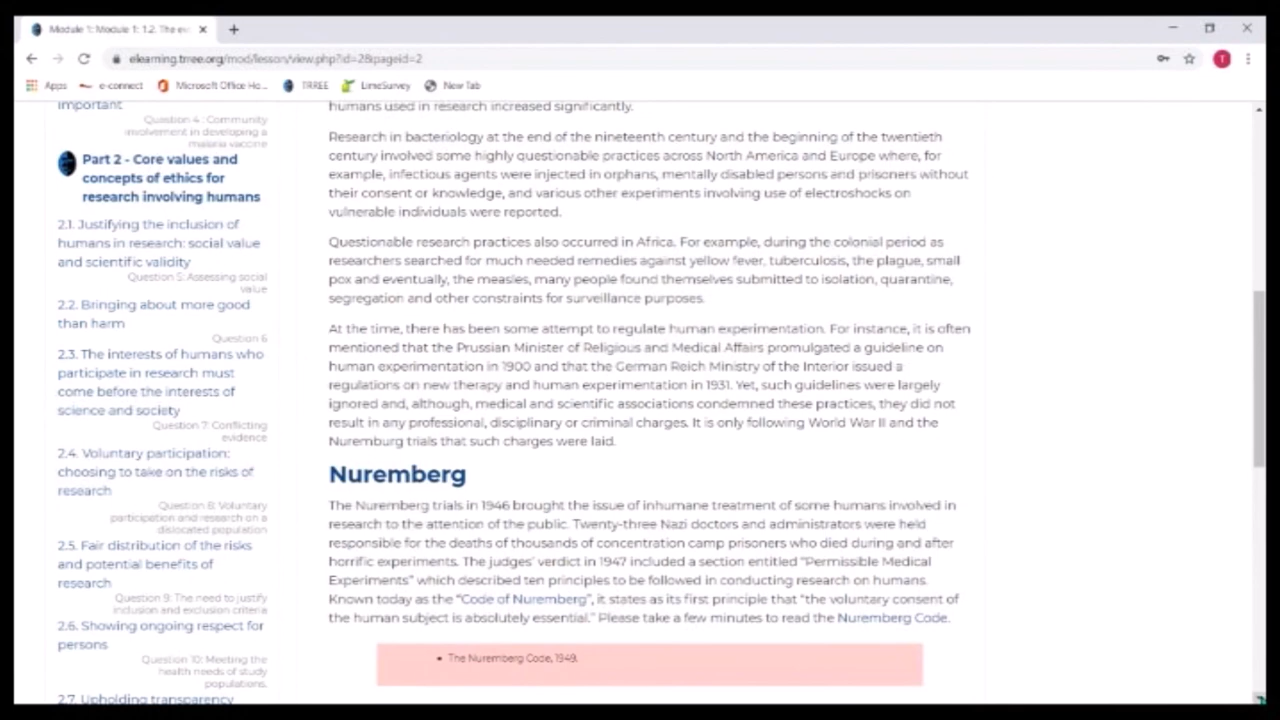 Module 1: Module 1: 1.2. The ev
elearning.trree.org/mod/lesson/view.php?id=28&pageid=2
T
Apps
e-connect
Microsoft Office Ho...
TRREE
LimeSurvey
New Tab
important
Question 4 : Community
involvement in developing a
malaria vaccine
Part 2 - Core values and
concepts of ethics for
research involving humans
2.1. Justifying the inclusion of
humans in research: social value
and scientific validity
Question 5: Assessing social
value
2.2. Bringing about more good
than harm
Question 6
2.3. The interests of humans who
participate in research must
come before the interests of
science and society
Question 7: Conflicting
evidence
2.4. Voluntary participation:
choosing to take on the risks of
research
Question 8: Voluntary
participation and research on a
dislocated population
2.5. Fair distribution of the risks
and potential benefits of
research
Question 9: The need to justify
inclusion and exclusion criteria
2.6. Showing ongoing respect for
persons
Question 10: Meeting the
health needs of study
populations.
2.7. Upholding transparency
humans used in research increased significantly.
Research in bacteriology at the end of the nineteenth century and the beginning of the twentieth
century involved some highly questionable practices across North America and Europe where, for
example, infectious agents were injected in orphans, mentally disabled persons and prisoners without
their consent or knowledge, and various other experiments involving use of electroshocks on
vulnerable individuals were reported.
Questionable research practices also occurred in Africa. For example, during the colonial period as
researchers searched for much needed remedies against yellow fever, tuberculosis, the plague, small
pox and eventually, the measles, many people found themselves submitted to isolation, quarantine,
segregation and other constraints for surveillance purposes.
At the time, there has been some attempt to regulate human experimentation. For instance, it is often
mentioned that the Prussian Minister of Religious and Medical Affairs promulgated a guideline on
human experimentation in 1900 and that the German Reich Ministry of the Interior issued a
regulations on new therapy and human experimentation in 1931. Yet, such guidelines were largely
ignored and, although, medical and scientific associations condemned these practices, they did not
result in any professional, disciplinary or criminal charges. It is only following World War II and the
Nuremburg trials that such charges were laid.
Nuremberg
The Nuremberg trials in 1946 brought the issue of inhumane treatment of some humans involved in
research to the attention of the public. Twenty-three Nazi doctors and administrators were held
responsible for the deaths of thousands of concentration camp prisoners who died during and after
horrific experiments. The judges' verdict in 1947 included a section entitled "Permissible Medical
Experiments" which described ten principles to be followed in conducting research on humans.
Known today as the "Code of Nuremberg", it states as its first principle that "the voluntary consent of
the human subject is absolutely essential." Please take a few minutes to read the Nuremberg Code.
• The Nuremberg Code, 1949.